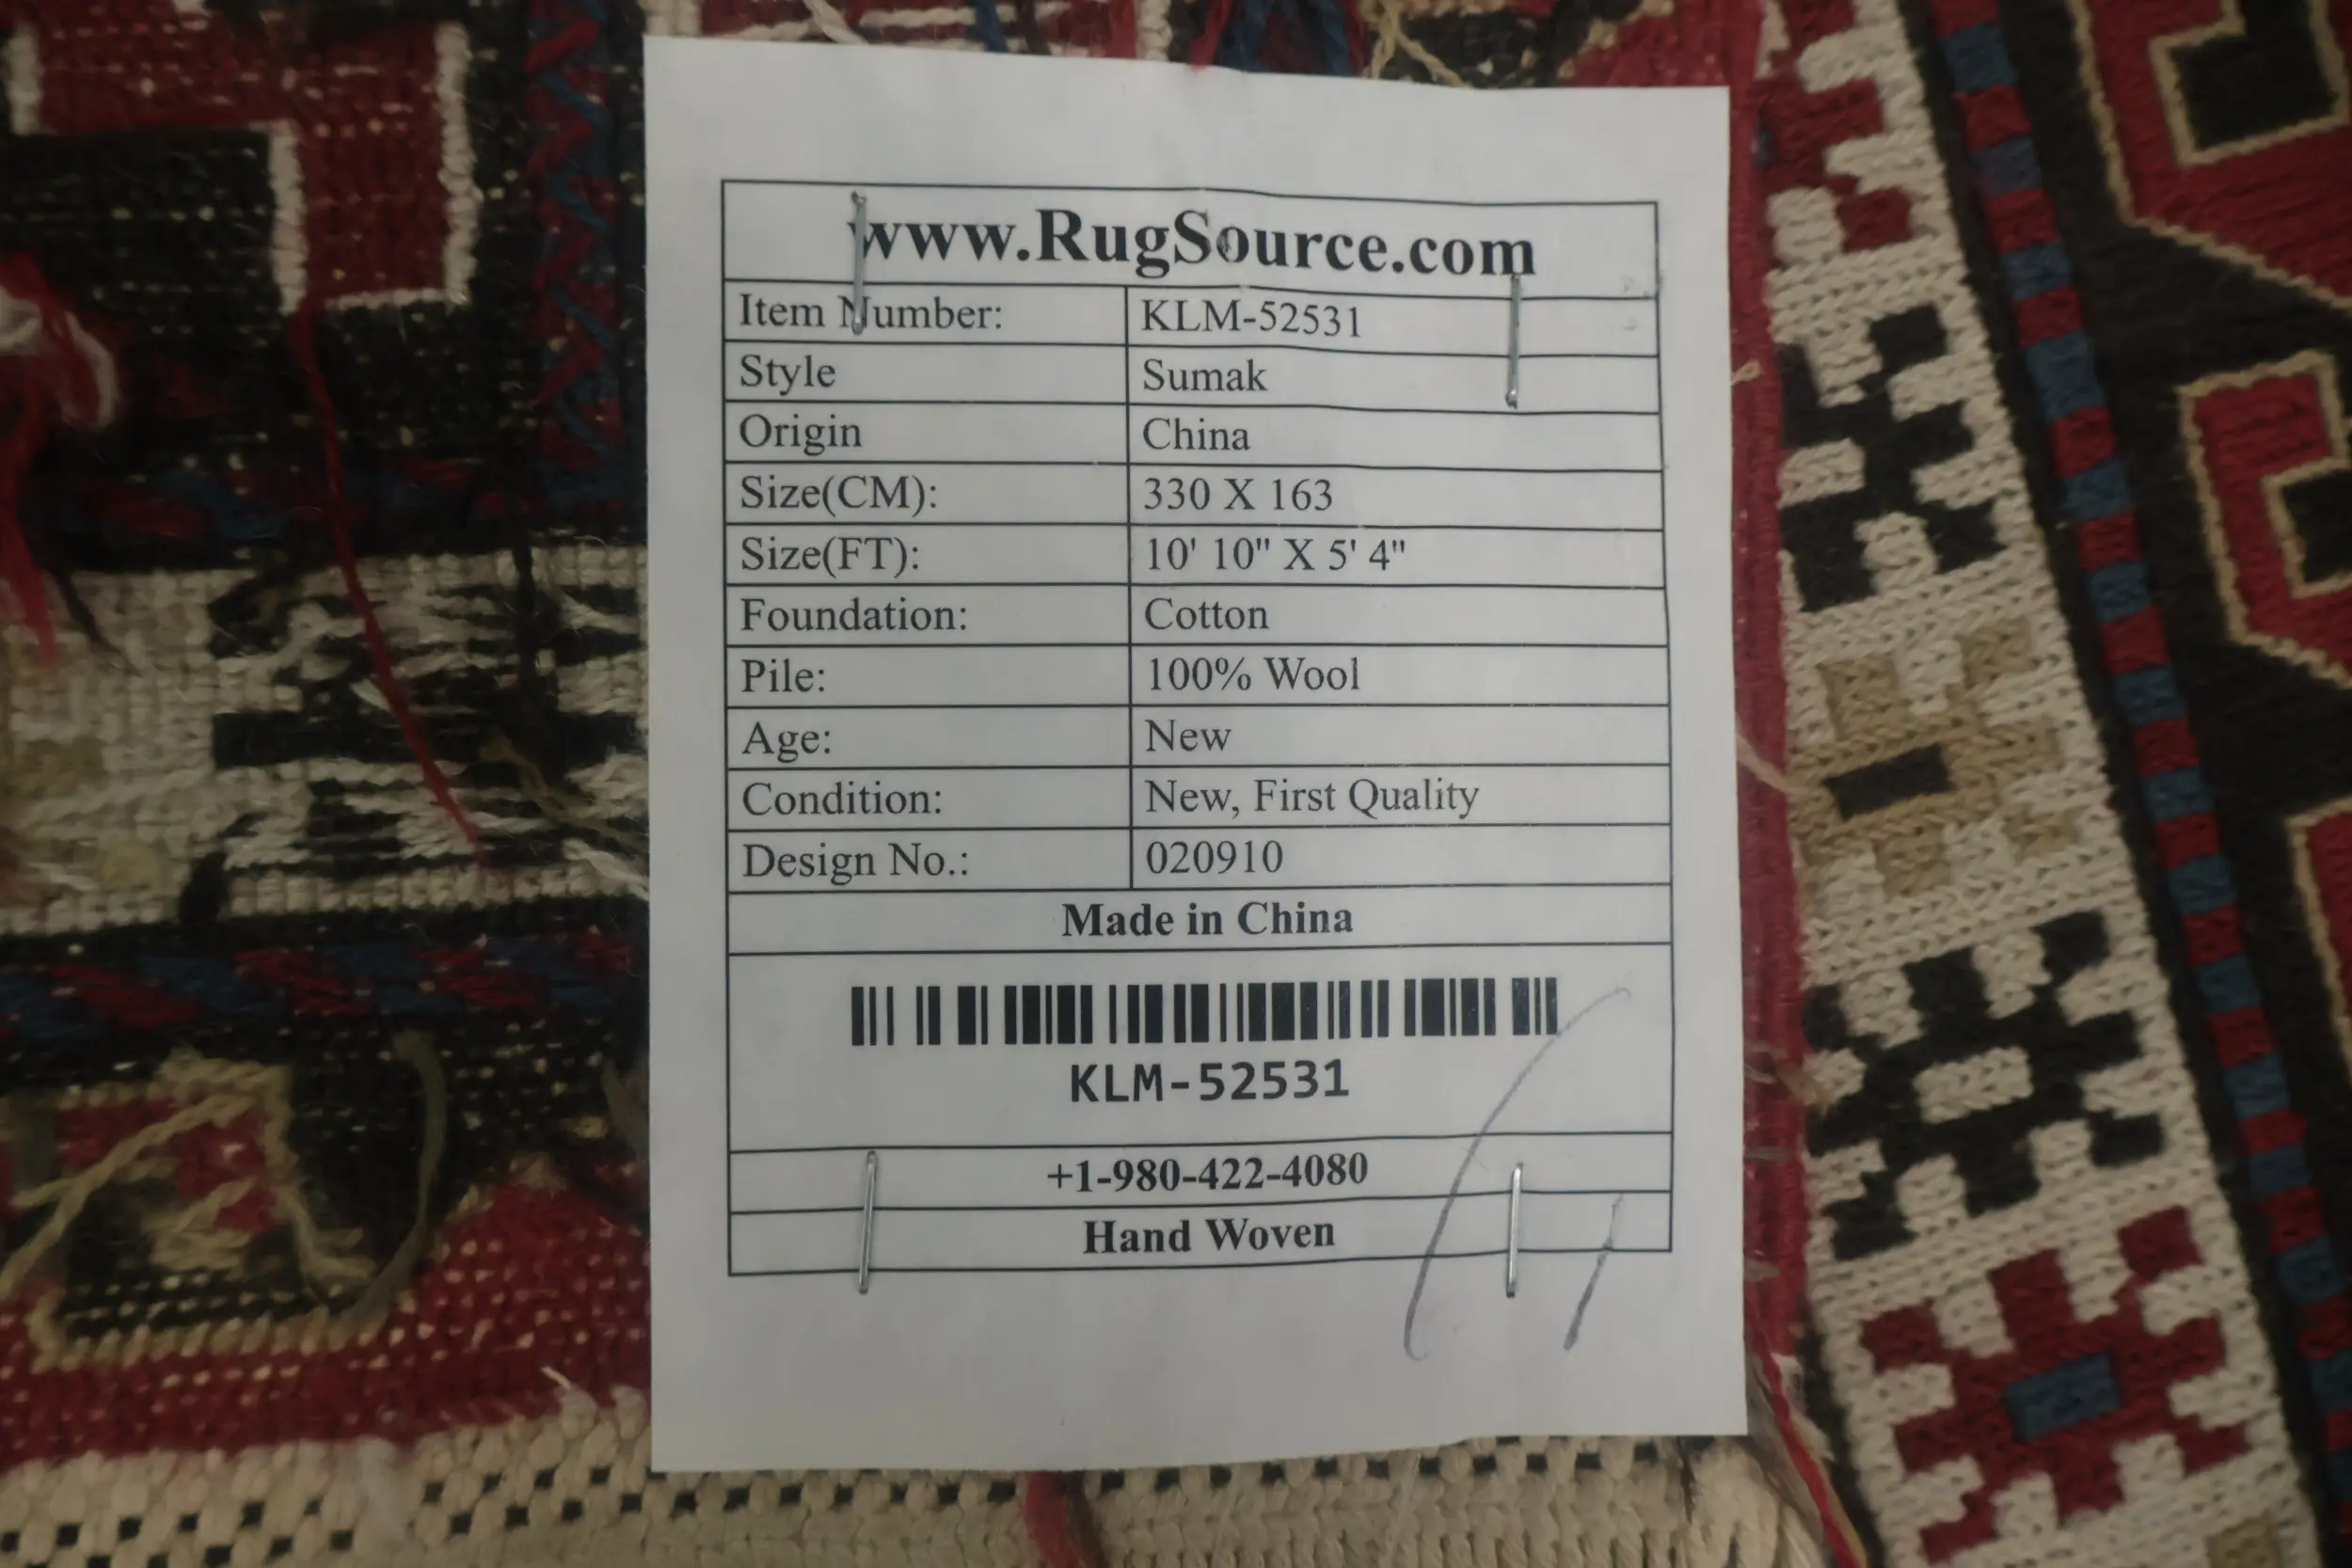 www.RugSource.com
Item Number: KLM-52531
Style Sumak
Origin China
Size(CM): 330 X 163
Size(FT): 10' 10" X 5' 4"
Foundation: Cotton
Pile: 100% Wool
Age: New
Condition: New, First Quality
Design No.: 020910
Made in China
KLM-52531
+1-980-422-4080
Hand Woven